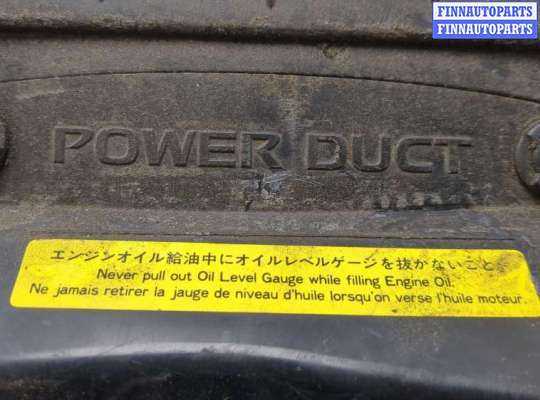 FINNAUTOPARTS
FINNAUTOPARTS
POWER DUCT
エンジンオイル給油中にオイルレベルゲージを抜かないこと。
Never pull out Oil Level Gauge while filling Engine Oil.
Ne jamais retirer la jauge de niveau d'huile lorsqu'on verse l'huile moteur.